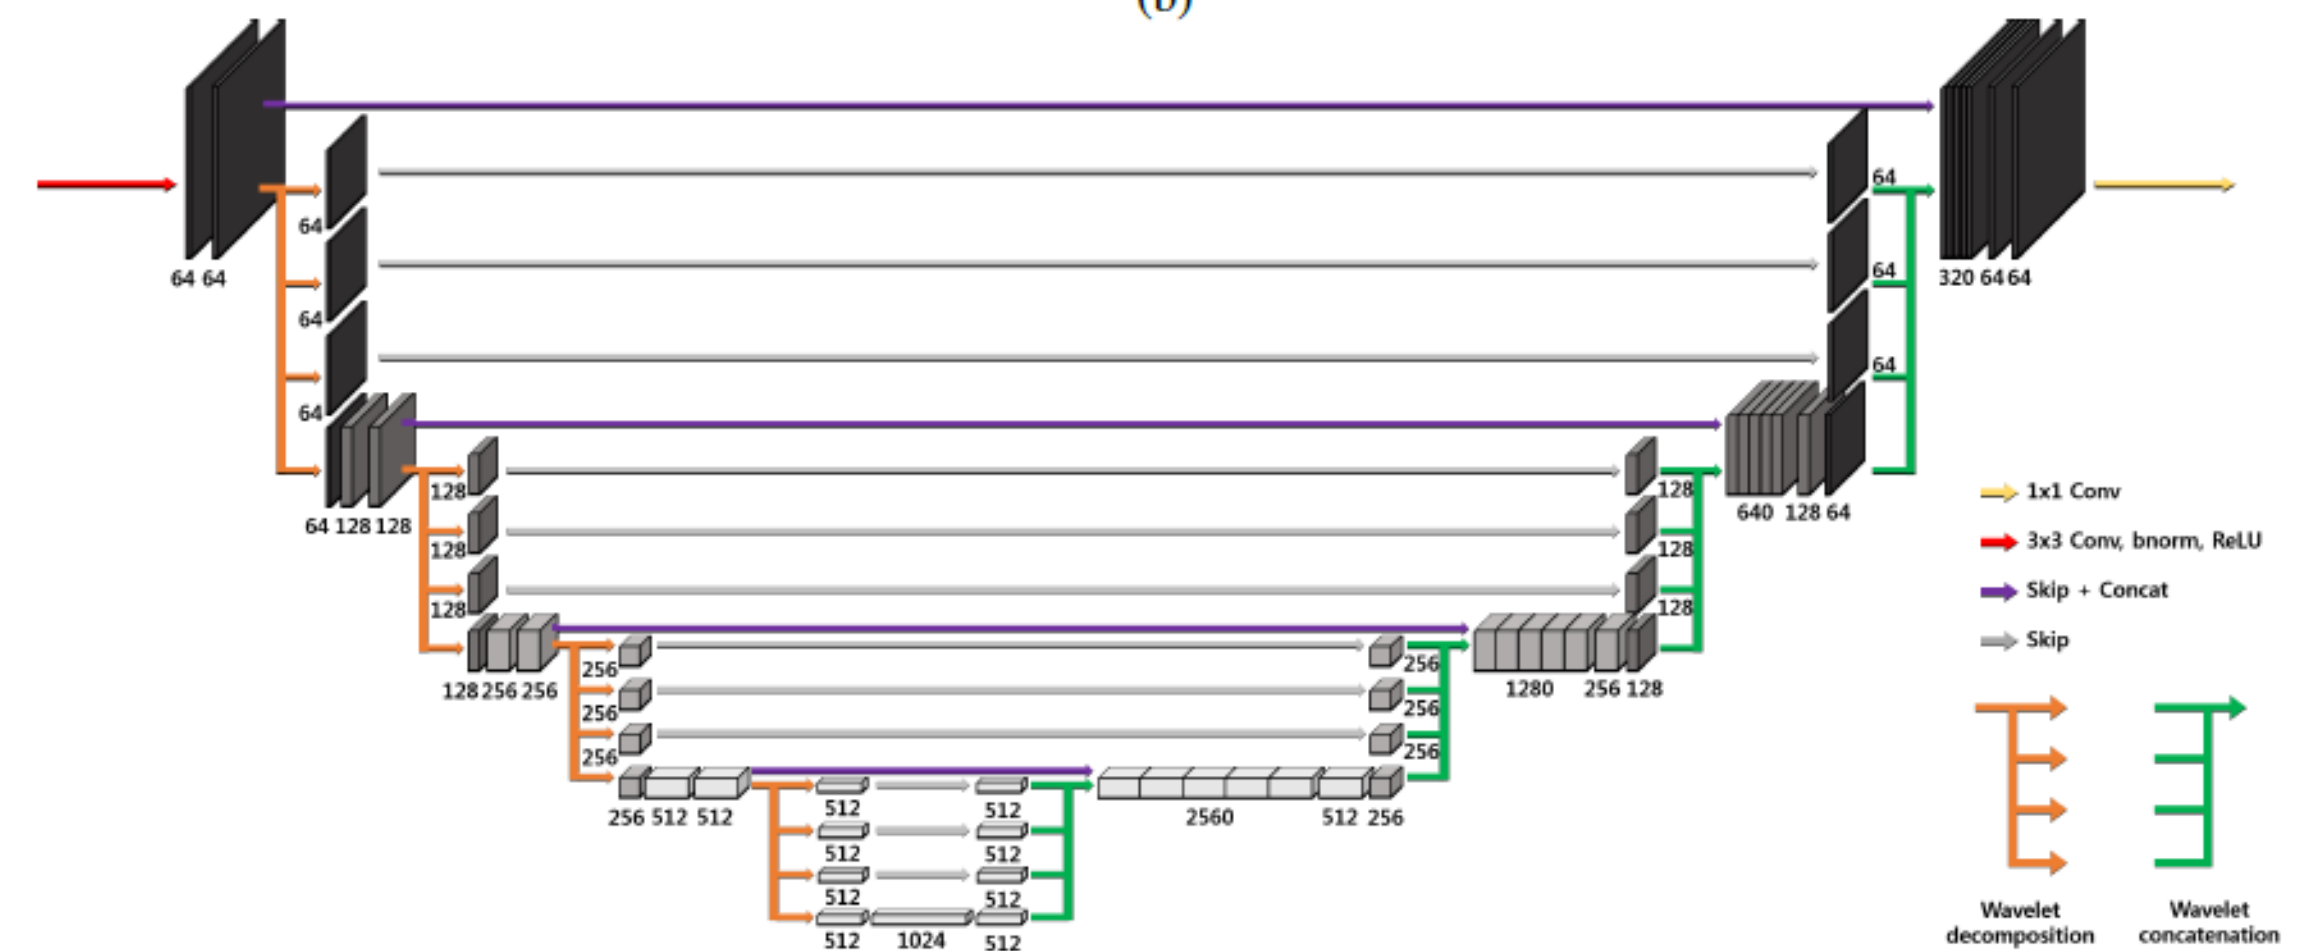 (b)
64 64
64
64
64
64 128 128
128
128
128
128 256 256
256
256
256
256 512 512
512
512
512
512 1024 512
512
512
512
2560 512 256
256
256
256
1280 256 128
128
128
128
640 128 64
64
64
64
320 64 64
1x1 Conv
3x3 Conv, bnorm, ReLU
Skip + Concat
Skip
Wavelet
decomposition
Wavelet
concatenation